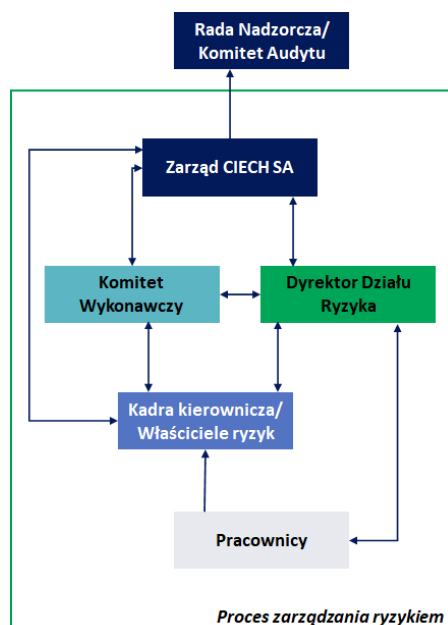 Rada Nadzorcza/
Komitet Audytu
Zarząd CIECH SA
Komitet
Wykonawczy
Dyrektor Działu
Ryzyka
Kadra kierownicza/
Właściciele ryzyk
Pracownicy
Proces zarządzania ryzykiem